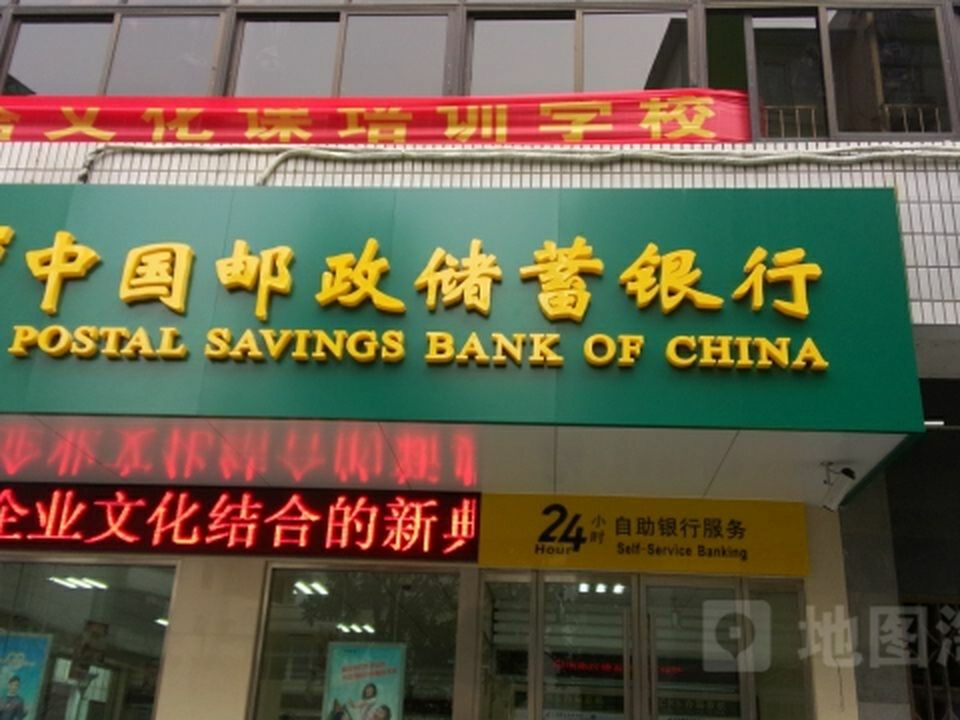 文化课培训学校
中国邮政储蓄银行
POSTAL SAVINGS BANK OF CHINA
企业文化结合的新典
24 小时 自助银行服务
Hour Self-Service Banking
地图